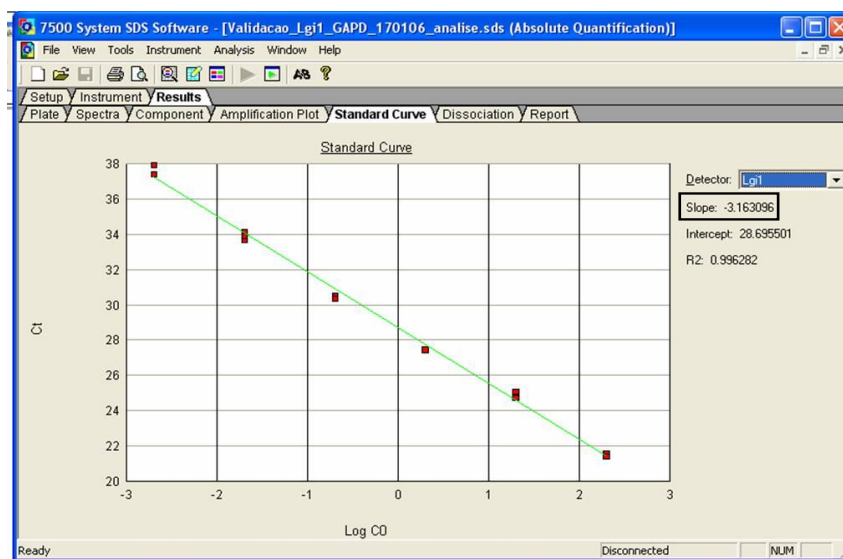 7500 System SDS Software - [Validacao_Lgi1_GAPD_170106_analise.sds (Absolute Quantification)]
File View Tools Instrument Analysis Window Help
Setup Instrument Results
Plate Spectra Component Amplification Plot Standard Curve Dissociation Report
Standard Curve
38
36
34
32
30
28
26
24
22
20
Ct
-3 -2 -1 0 1 2 3
Log C0
Detector: Lgi1
Slope: -3.163096
Intercept: 28.695501
R2: 0.996282
Ready Disconnected NUM